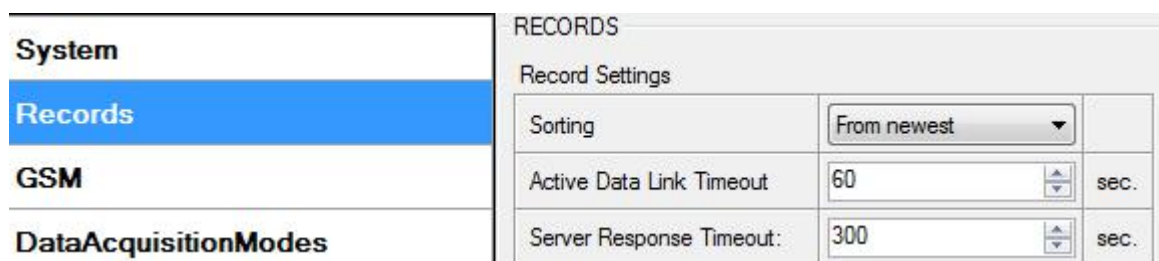 System
Records
GSM
DataAcquisitionModes
RECORDS
Record Settings
Sorting From newest
Active Data Link Timeout 60 sec.
Server Response Timeout: 300 sec.